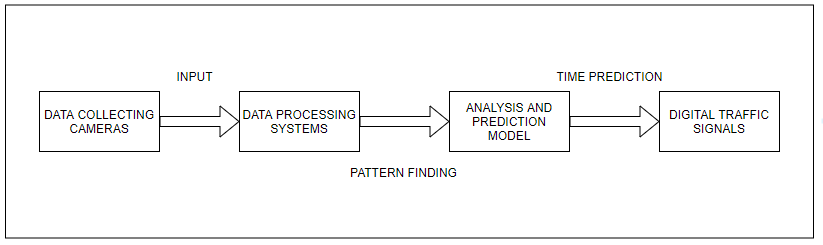 INPUT
TIME PREDICTION
DATA COLLECTING
CAMERAS
DATA PROCESSING
SYSTEMS
ANALYSIS AND
PREDICTION
MODEL
DIGITAL TRAFFIC
SIGNALS
PATTERN FINDING